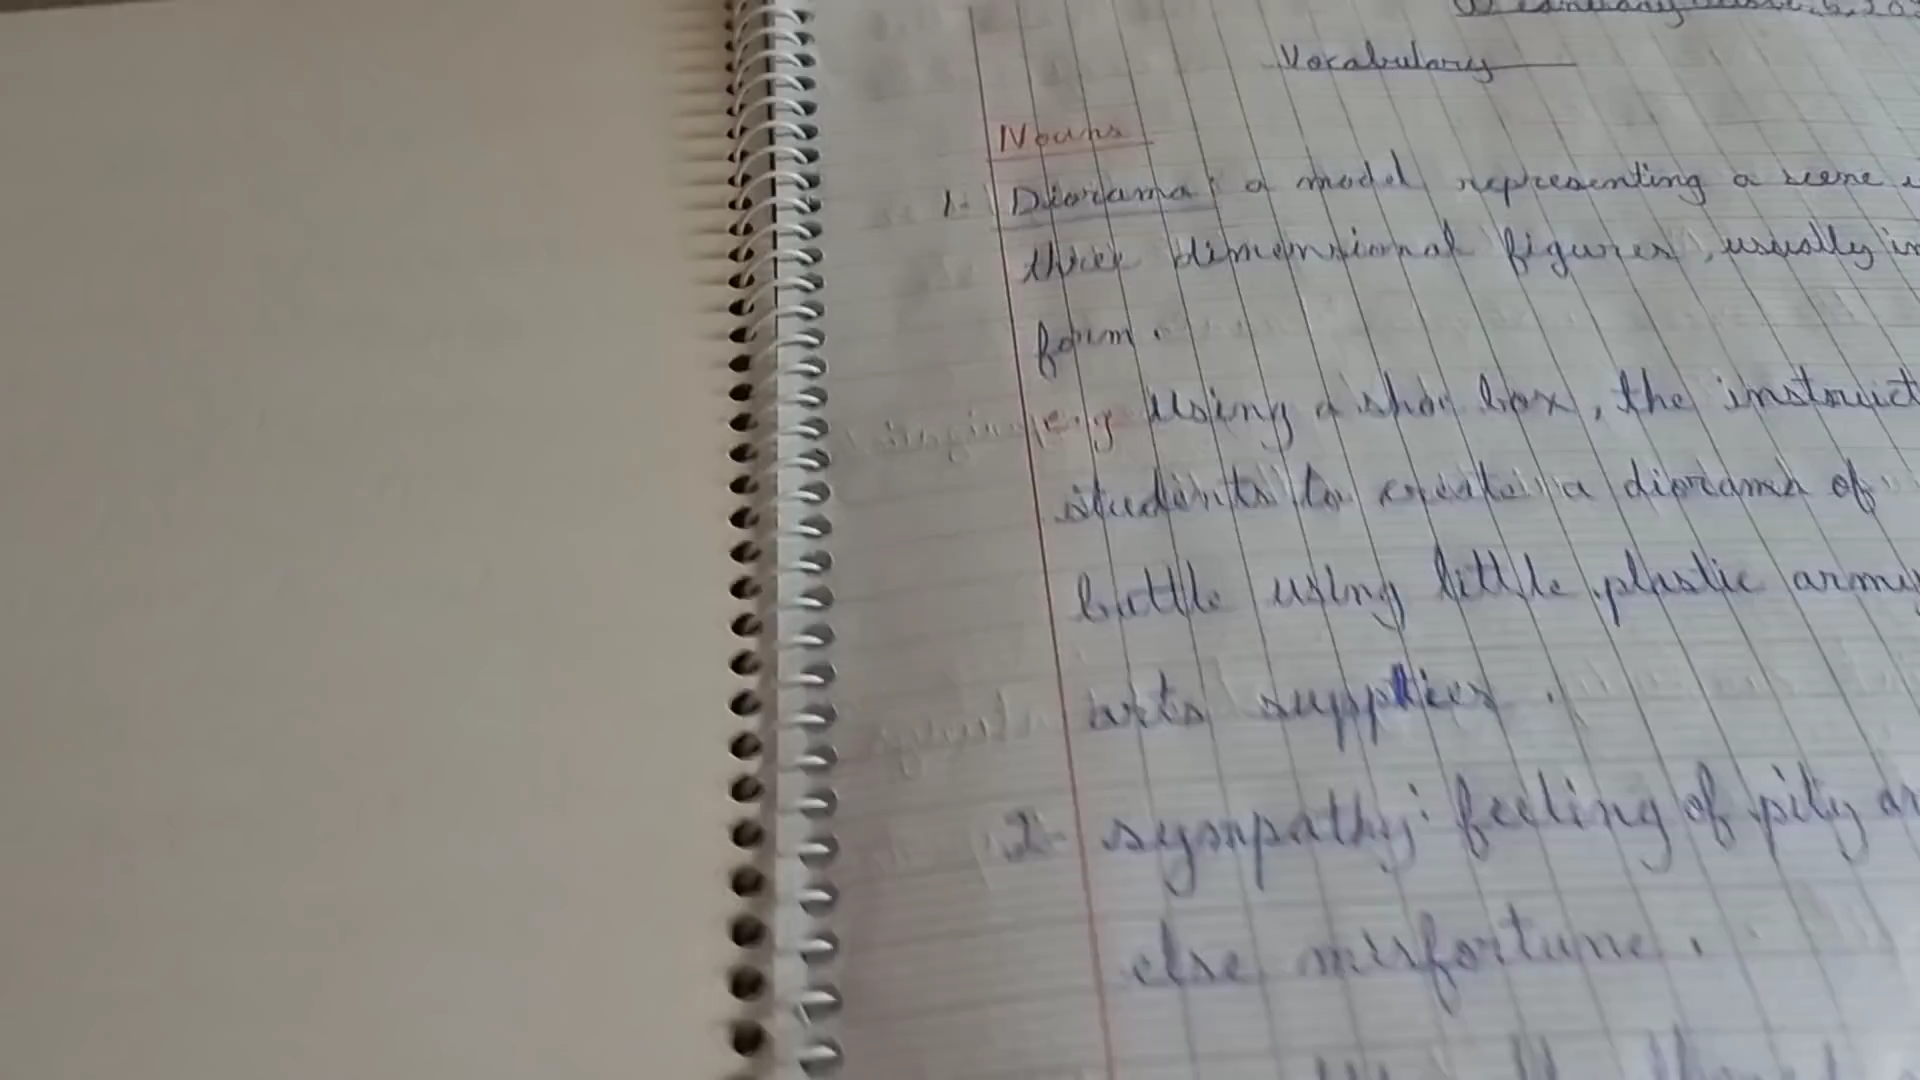 Vocabulary
Nouns
1- Diorama: a model representing a scene
three dimensional figures, usually in
form.
e.g Using a shoe box, the instruct
students to create a diorama of
battle using little plastic army
arts supplies.
2- sympathy: feeling of pity an
else misfortune.